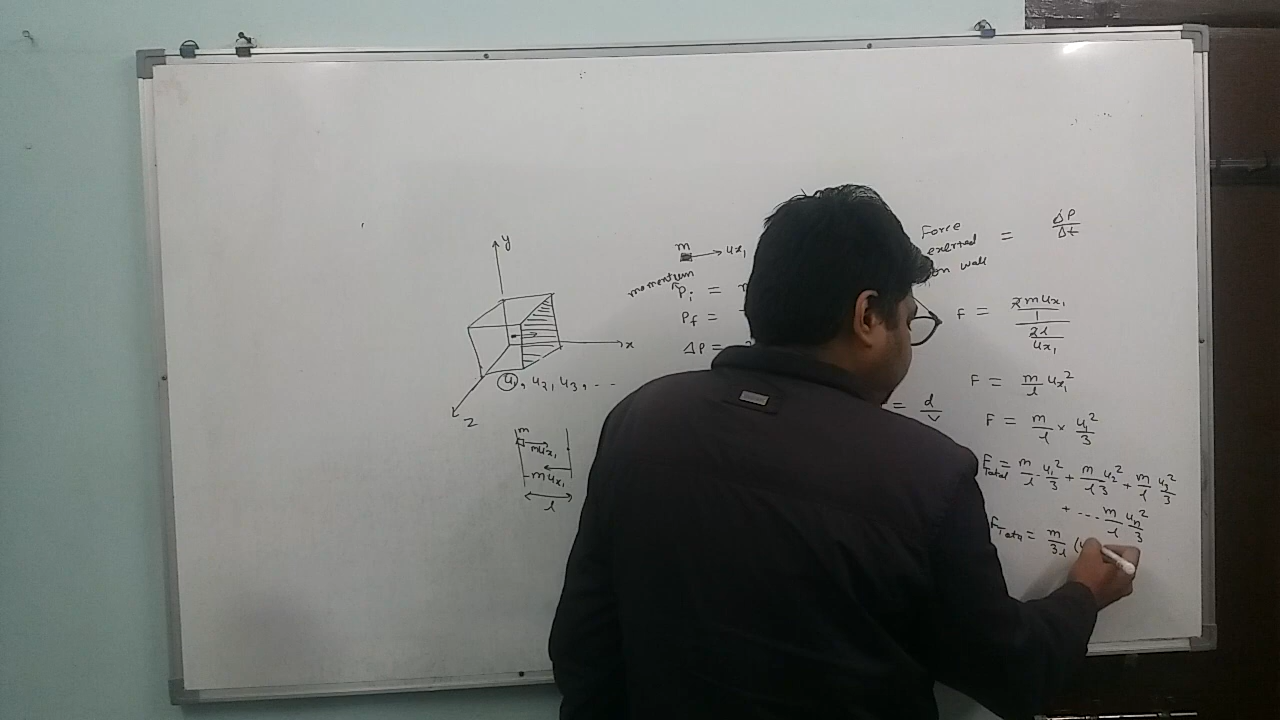 y
x
z
u₁, u₂, u₃, ...
m
mux₁
-mux₁
l
m → ux₁
momentum
Pᵢ =
Pf =
ΔP =
= d/v
Force exerted on wall = ΔP/Δt
F = (2mux₁/1)/(2l/ux₁)
F = m/l ux₁²
F = m/l × u₁²/3
FTotal = m/l · u₁²/3 + m/l u₂²/3 + m/l u₃²/3
+ ... m/l uₙ²/3
FTotal = m/3l (